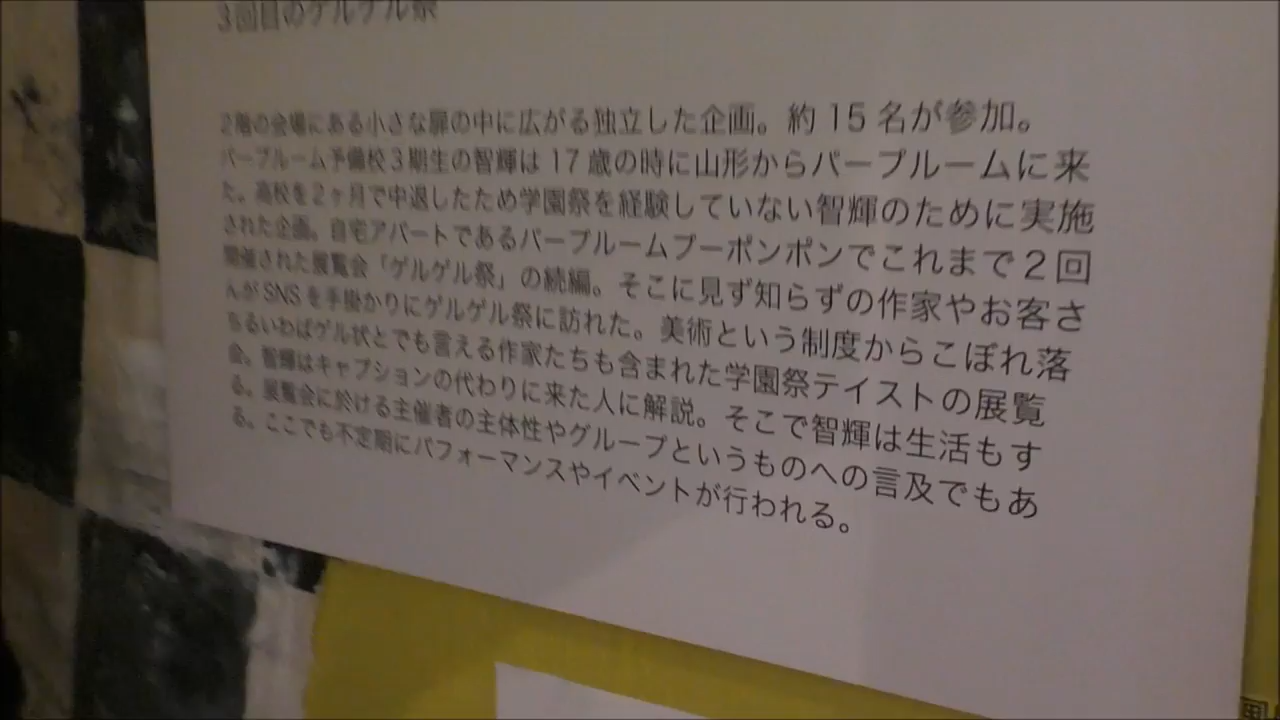 3回目のゲルゲル祭
2階の会場にある小さな扉の中に広がる独立した企画。約 15 名が参加。
パープルーム予備校3期生の智輝は 17 歳の時に山形からパープルームに来
た。高校を2ヶ月で中退したため学園祭を経験していない智輝のために実施
された企画。自宅アパートであるパープルームプーポンポンでこれまで2回
開催された展覧会「ゲルゲル祭」の続編。そこに見ず知らずの作家やお客さ
んが SNS を手掛かりにゲルゲル祭に訪れた。美術という制度からこぼれ落
ちるいわばゲル状とでも言える作家たちも含まれた学園祭テイストの展覧
会。智輝はキャプションの代わりに来た人に解説。そこで智輝は生活もす
る。展覧会に於ける主催者の主体性やグループというものへの言及でもあ
る。ここでも不定期にパフォーマンスやイベントが行われる。